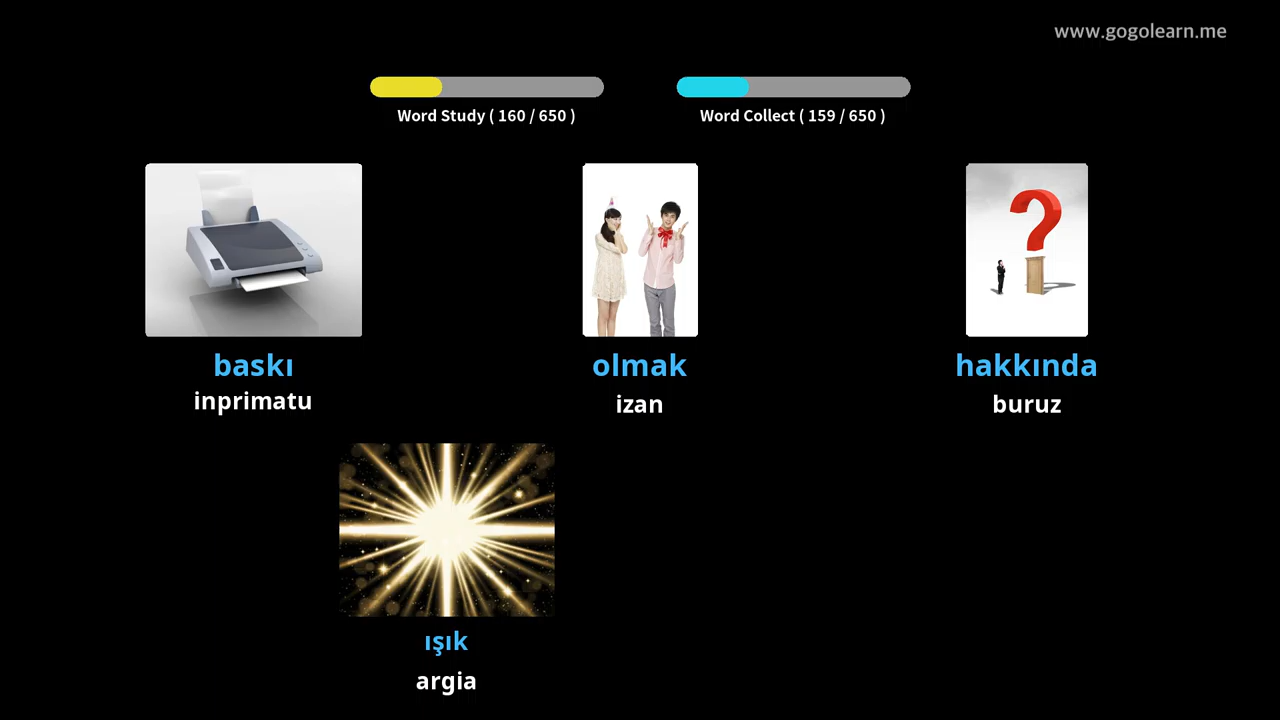 www.gogolearn.me
Word Study ( 160 / 650 )
Word Collect ( 159 / 650 )
baskı
inprimatu
olmak
izan
hakkında
buruz
ışık
argia